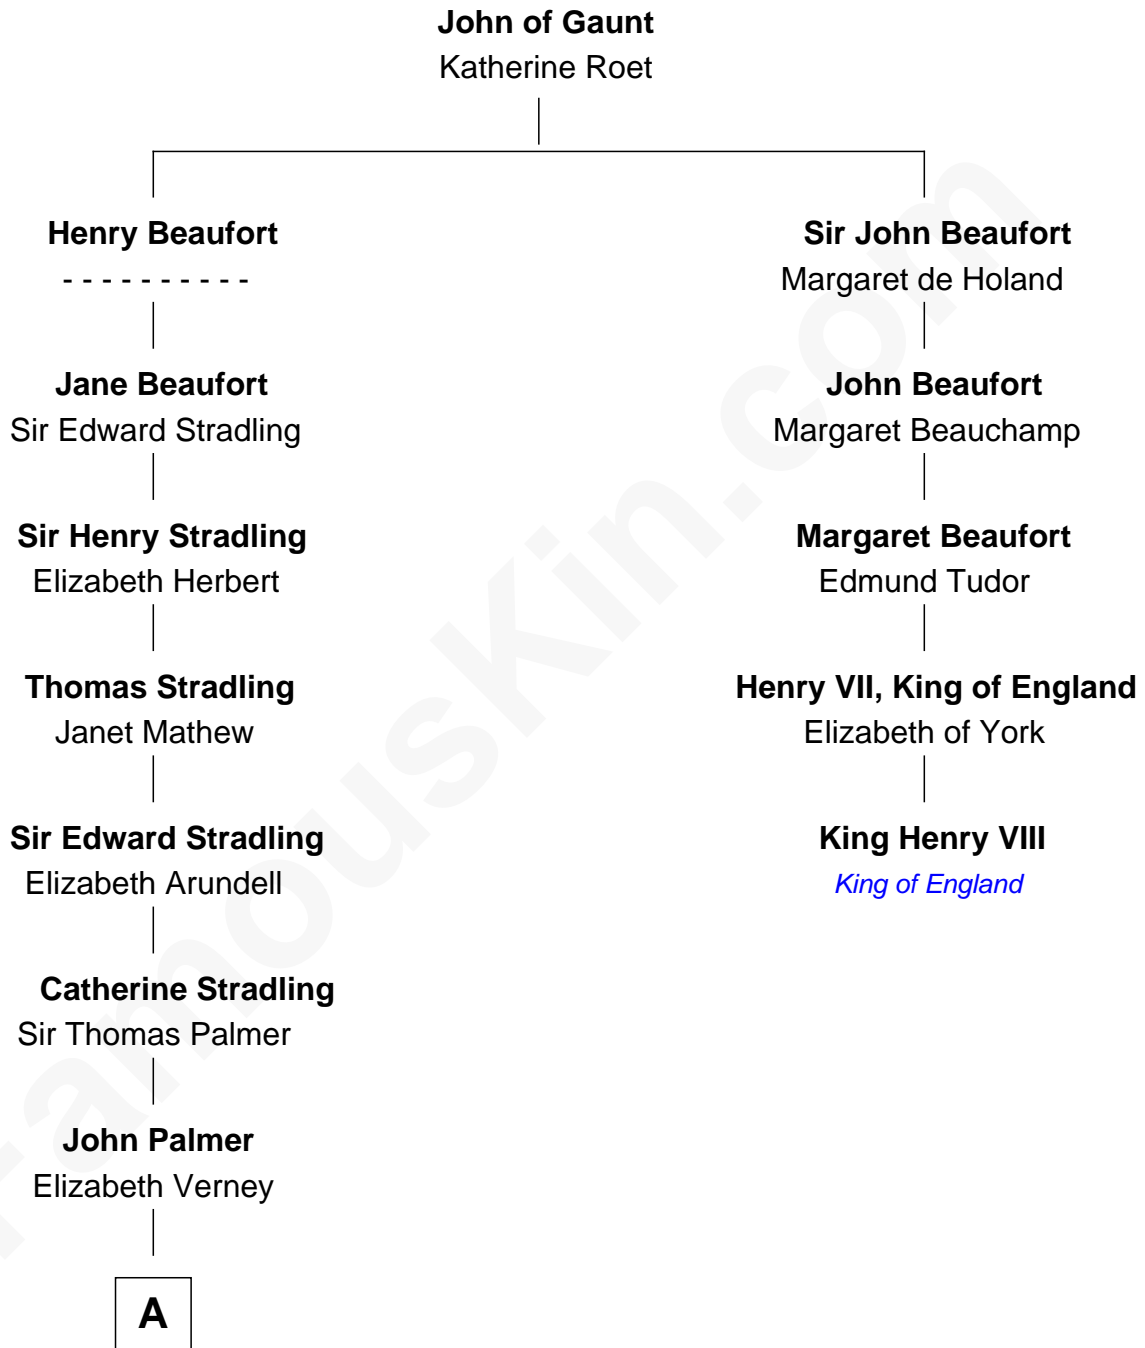 John of Gaunt
Katherine Roet
Henry Beaufort
- - - - - - - - - -
Sir John Beaufort
Margaret de Holand
Jane Beaufort
Sir Edward Stradling
John Beaufort
Margaret Beauchamp
Sir Henry Stradling
Elizabeth Herbert
Margaret Beaufort
Edmund Tudor
Thomas Stradling
Janet Mathew
Henry VII, King of England
Elizabeth of York
Sir Edward Stradling
Elizabeth Arundell
King Henry VIII
King of England
Catherine Stradling
Sir Thomas Palmer
John Palmer
Elizabeth Verney
A
FamousKin.com